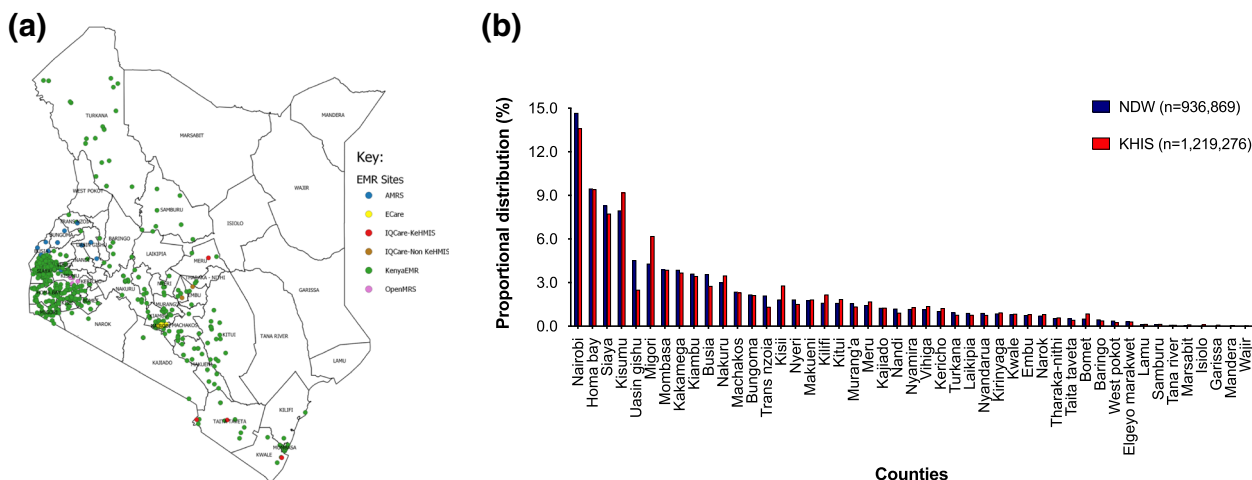 (a)
(b)
TURKANA
MARSABIT
MANDERA
WAJIR
WEST POKOT
SAMBURU
ISIOLO
BARINGO
LAIKIPIA
MERU
THARAKA - NITHI
EMBU
NAKURU
NAROK
MACHAKOS
KITUI
GARISSA
TANA RIVER
LAMU
KAJIADO
KILIFI
TAITA TAVETA
KWALE
MOMBASA
Key:
EMR Sites
AMRS
ECare
IQCare-KeHMIS
IQCare-Non KeHMIS
KenyaEMR
OpenMRS
Proportional distribution (%)
15.0
12.0
9.0
6.0
3.0
0.0
NDW (n=936,869)
KHIS (n=1,219,276)
Nairobi
Homa bay
Siaya
Kisumu
Uasin gishu
Migori
Mombasa
Kakamega
Kiambu
Busia
Nakuru
Machakos
Bungoma
Trans nzoia
Kisii
Nyeri
Makueni
Kilifi
Kitui
Murang'a
Meru
Kajiado
Nandi
Nyamira
Vihiga
Kericho
Turkana
Laikipia
Nyandarua
Kirinyaga
Kwale
Embu
Narok
Tharaka-nithi
Taita taveta
Bomet
Baringo
West pokot
Elgeyo marakwet
Lamu
Samburu
Tana river
Marsabit
Isiolo
Garissa
Mandera
Wajir
Counties